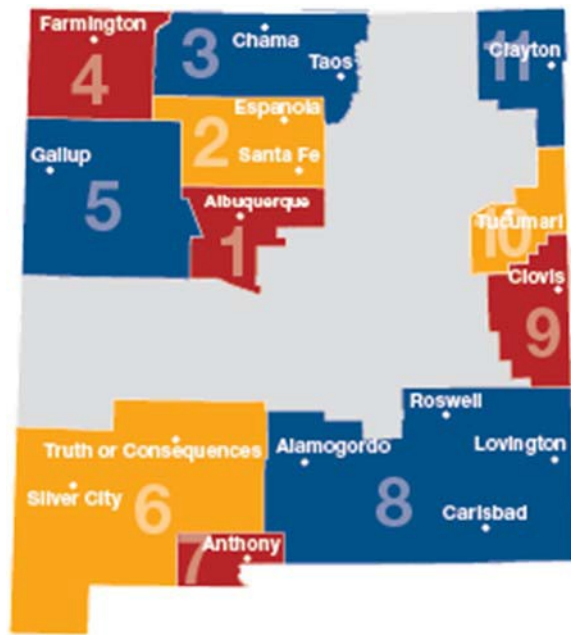 Farmington
4
3
Chama
Taos
11
Clayton
Espanola
2
Santa Fe
Gallup
5
Albuquerque
1
Tucumari
10
Clovis
9
Roswell
Alamogordo
Lovington
8
Carlsbad
Truth or Consequences
Silver City
6
Anthony
7